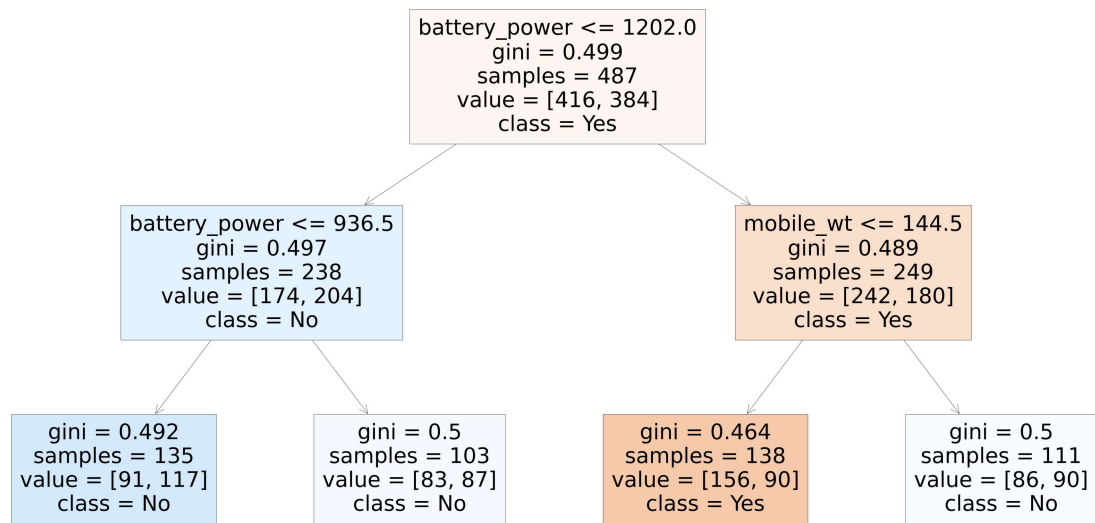 battery_power <= 1202.0
gini = 0.499
samples = 487
value = [416, 384]
class = Yes
battery_power <= 936.5
gini = 0.497
samples = 238
value = [174, 204]
class = No
mobile_wt <= 144.5
gini = 0.489
samples = 249
value = [242, 180]
class = Yes
gini = 0.492
samples = 135
value = [91, 117]
class = No
gini = 0.5
samples = 103
value = [83, 87]
class = No
gini = 0.464
samples = 138
value = [156, 90]
class = Yes
gini = 0.5
samples = 111
value = [86, 90]
class = No